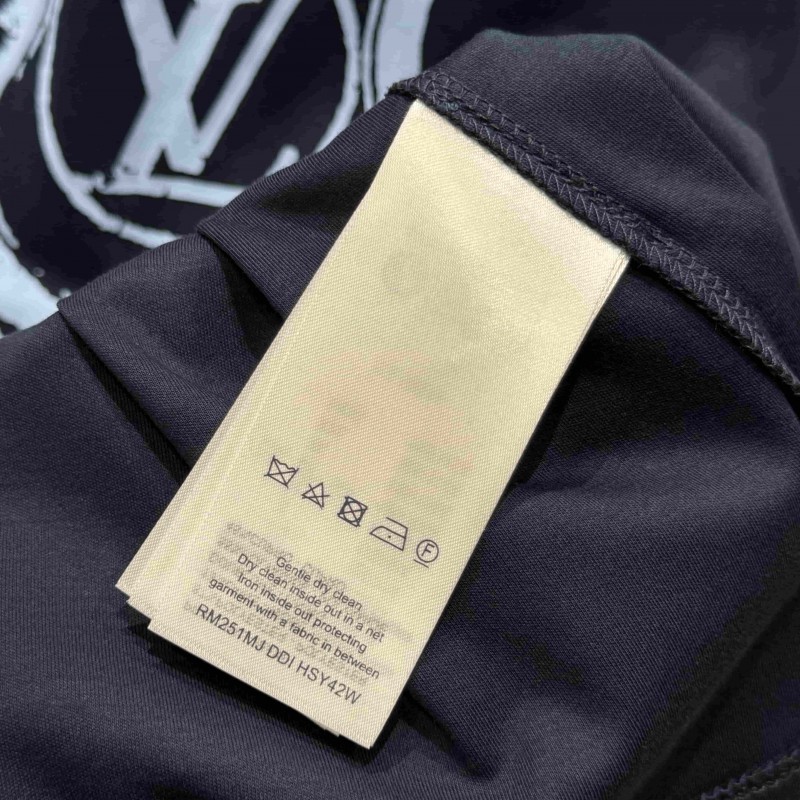 LV
F
Gentle dry clean
Dry clean inside out in a net
Iron inside out protecting
garment with a fabric in between
RM251MJ DDI HSY42W